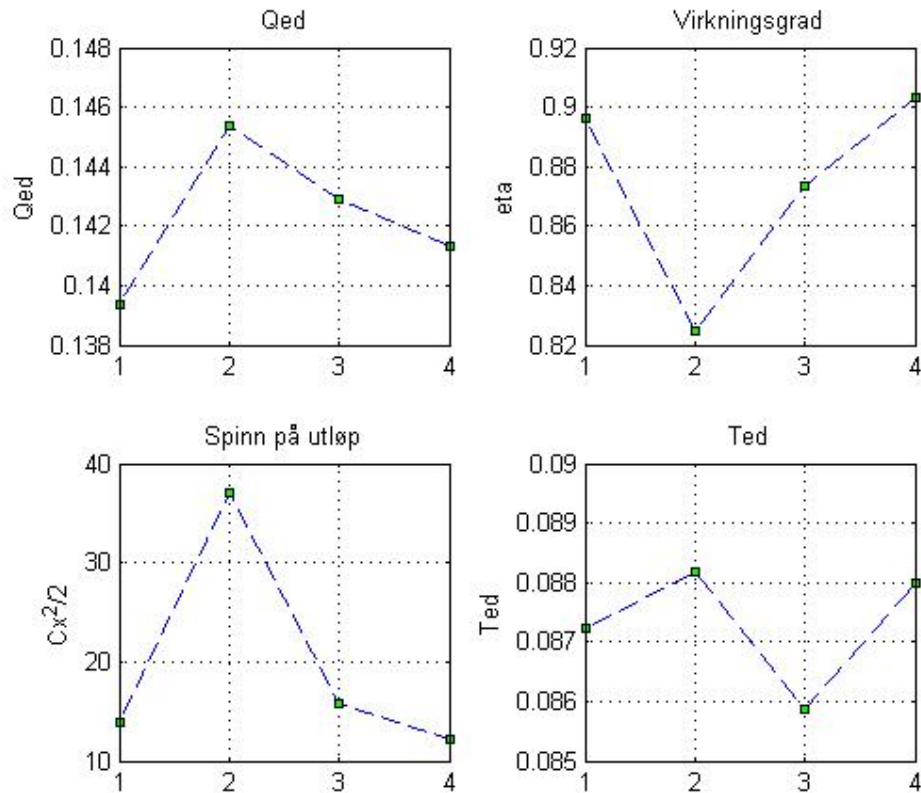 Qed
0.148
0.146
0.144
0.142
0.14
0.138
Qed
1 2 3 4
Virkningsgrad
0.92
0.9
0.88
0.86
0.84
0.82
eta
1 2 3 4
Spinn på utløp
40
30
20
10
Cx²/2
1 2 3 4
Ted
0.09
0.089
0.088
0.087
0.086
0.085
Ted
1 2 3 4